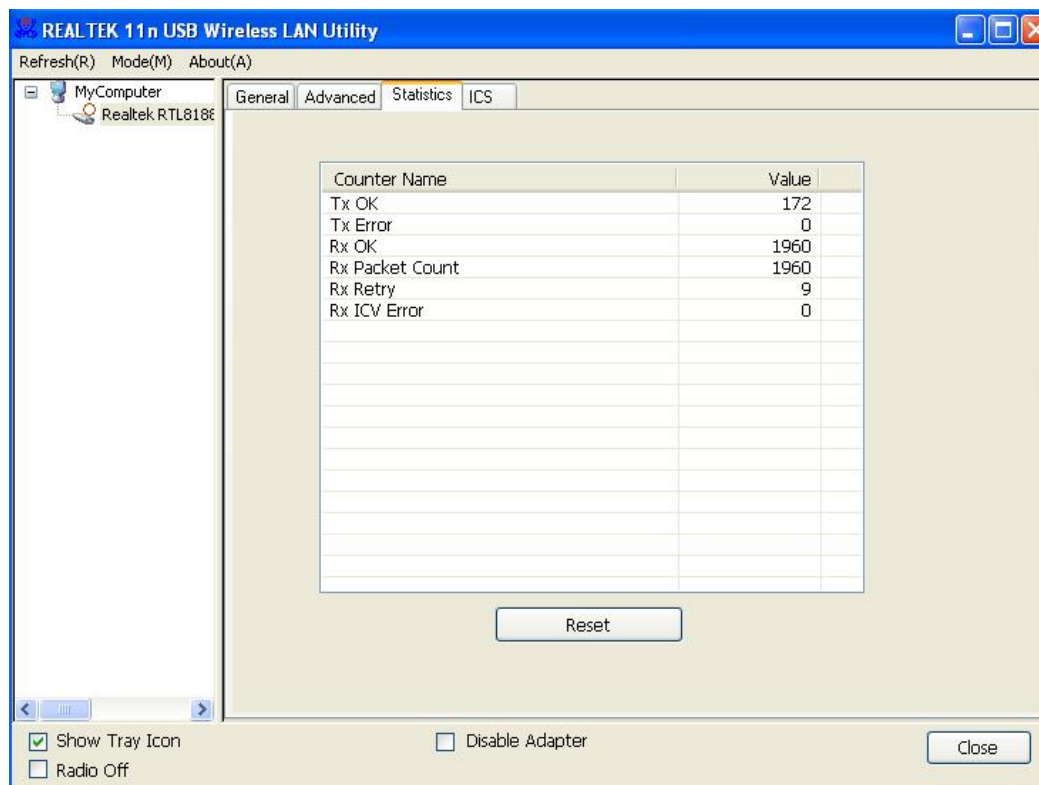 REALTEK 11n USB Wireless LAN Utility
Refresh(R) Mode(M) About(A)
MyComputer
Realtek RTL8188
General Advanced Statistics ICS
Counter Name Value
Tx OK 172
Tx Error 0
Rx OK 1960
Rx Packet Count 1960
Rx Retry 9
Rx ICV Error 0
Reset
Show Tray Icon
Disable Adapter
Close
Radio Off